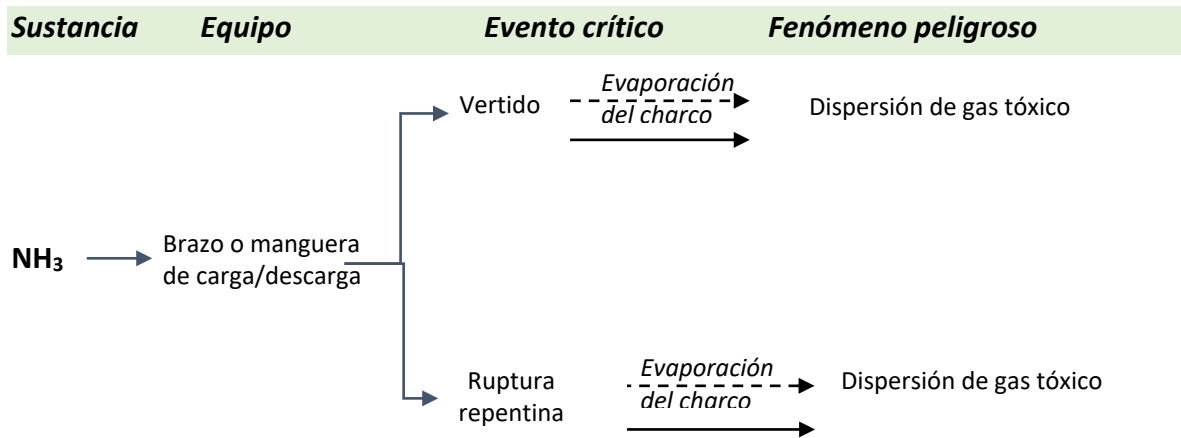 Sustancia Equipo Evento crítico Fenómeno peligroso
Vertido
Evaporación
del charco
Dispersión de gas tóxico
NH₃
Brazo o manguera
de carga/descarga
Ruptura
repentina
Evaporación
del charco
Dispersión de gas tóxico